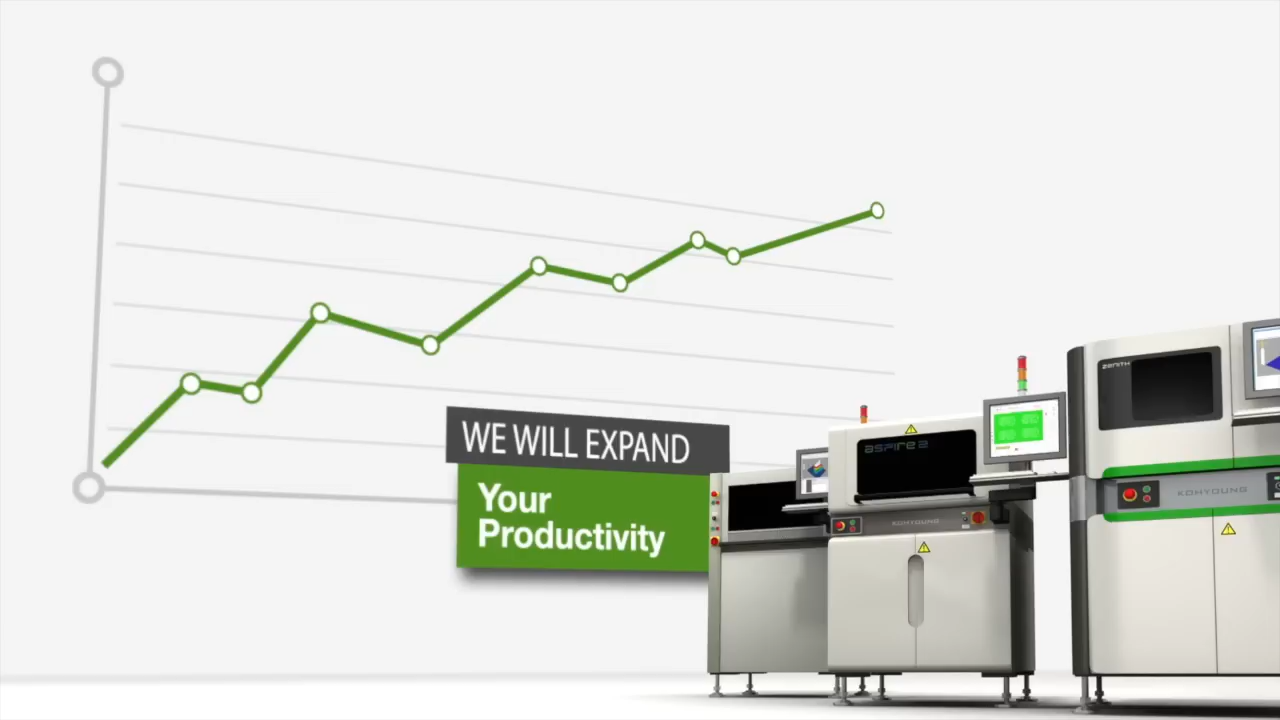 WE WILL EXPAND
Your
Productivity
aspire 2
KOHYOUNG
ZENITH
KOHYOUNG